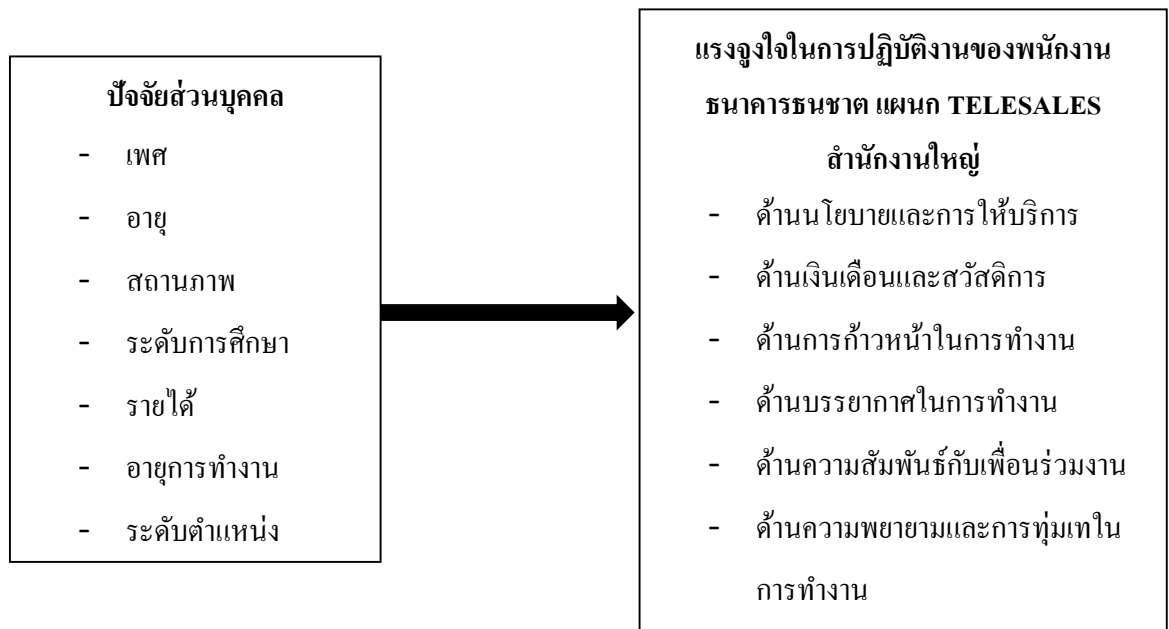 ปัจจัยส่วนบุคคล
- เพศ
- อายุ
- สถานภาพ
- ระดับการศึกษา
- รายได้
- อายุการทำงาน
- ระดับตำแหน่ง
แรงจูงใจในการปฏิบัติงานของพนักงาน
ธนาคารธนชาต แผนก TELESALES
สำนักงานใหญ่
- ด้านนโยบายและการให้บริการ
- ด้านเงินเดือนและสวัสดิการ
- ด้านการก้าวหน้าในการทำงาน
- ด้านบรรยากาศในการทำงาน
- ด้านความสัมพันธ์กับเพื่อนร่วมงาน
- ด้านความพยายามและการทุ่มเทใน
การทำงาน